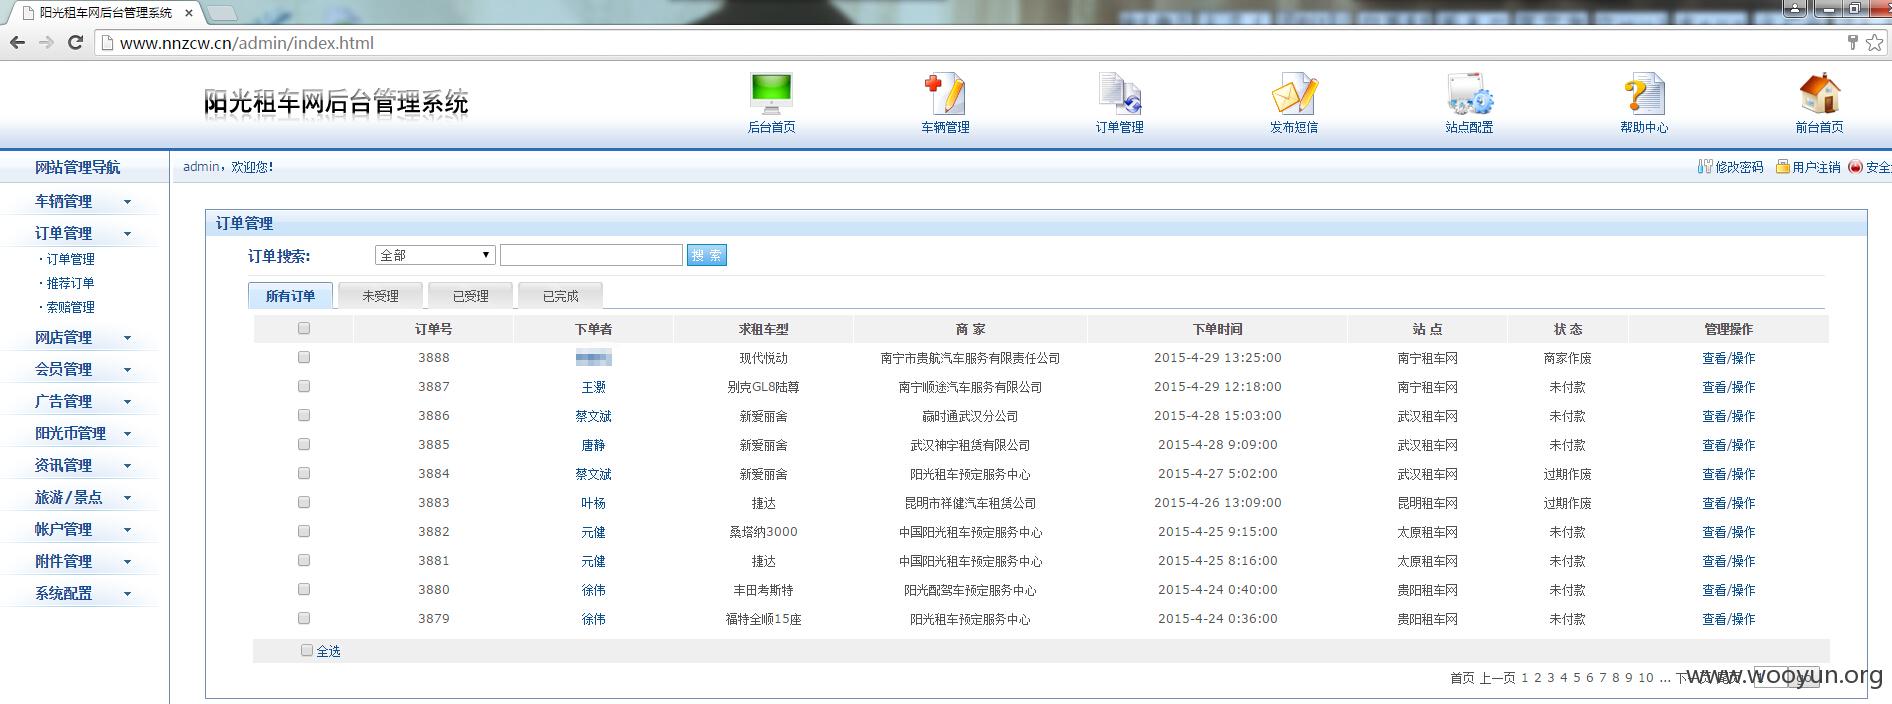 阳光租车网后台管理系统
www.nnzcw.cn/admin/index.html
阳光租车网后台管理系统
后台首页 车辆管理 订单管理 发布短信 站点配置 帮助中心 前台首页
网站管理导航
admin，欢迎您！
修改密码 用户注销 安全
车辆管理
订单管理
·订单管理
·推荐订单
·索赔管理
网店管理
会员管理
广告管理
阳光币管理
资讯管理
旅游/景点
帐户管理
附件管理
系统配置
订单管理
订单搜索: 全部 搜 索
所有订单 未受理 已受理 已完成
订单号 下单者 求租车型 商 家 下单时间 站 点 状 态 管理操作
3888 现代悦动 南宁市贵航汽车服务有限责任公司 2015-4-29 13:25:00 南宁租车网 商家作废 查看/操作
3887 王灏 别克GL8陆尊 南宁顺途汽车服务有限公司 2015-4-29 12:18:00 南宁租车网 未付款 查看/操作
3886 蔡文斌 新爱丽舍 赢时通武汉分公司 2015-4-28 15:03:00 武汉租车网 未付款 查看/操作
3885 唐静 新爱丽舍 武汉神宇租赁有限公司 2015-4-28 9:09:00 武汉租车网 未付款 查看/操作
3884 蔡文斌 新爱丽舍 阳光租车预定服务中心 2015-4-27 5:02:00 武汉租车网 过期作废 查看/操作
3883 叶杨 捷达 昆明市祥健汽车租赁公司 2015-4-26 13:09:00 昆明租车网 过期作废 查看/操作
3882 元健 桑塔纳3000 中国阳光租车预定服务中心 2015-4-25 9:15:00 太原租车网 未付款 查看/操作
3881 元健 捷达 中国阳光租车预定服务中心 2015-4-25 8:16:00 太原租车网 未付款 查看/操作
3880 徐伟 丰田考斯特 阳光配驾车预定服务中心 2015-4-24 0:40:00 贵阳租车网 未付款 查看/操作
3879 徐伟 福特全顺15座 阳光租车预定服务中心 2015-4-24 0:36:00 贵阳租车网 未付款 查看/操作
全选
首页 上一页 1 2 3 4 5 6 7 8 9 10 ...
www.wooyun.org